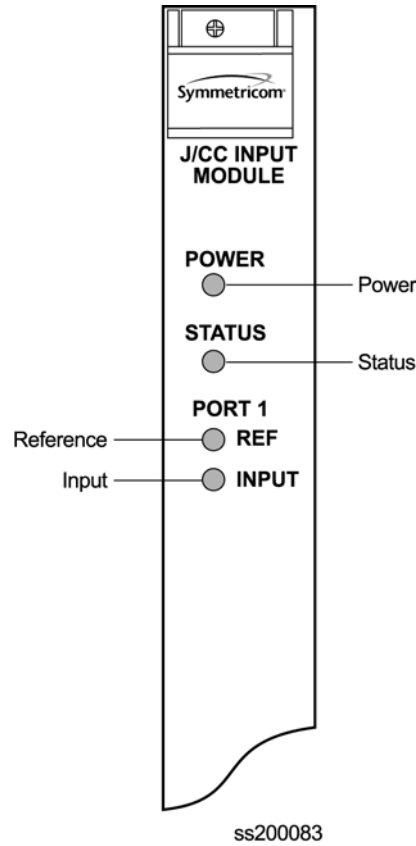 Symmetricom
J/CC INPUT
MODULE
POWER
Power
STATUS
Status
PORT 1
Reference REF
Input INPUT
ss200083